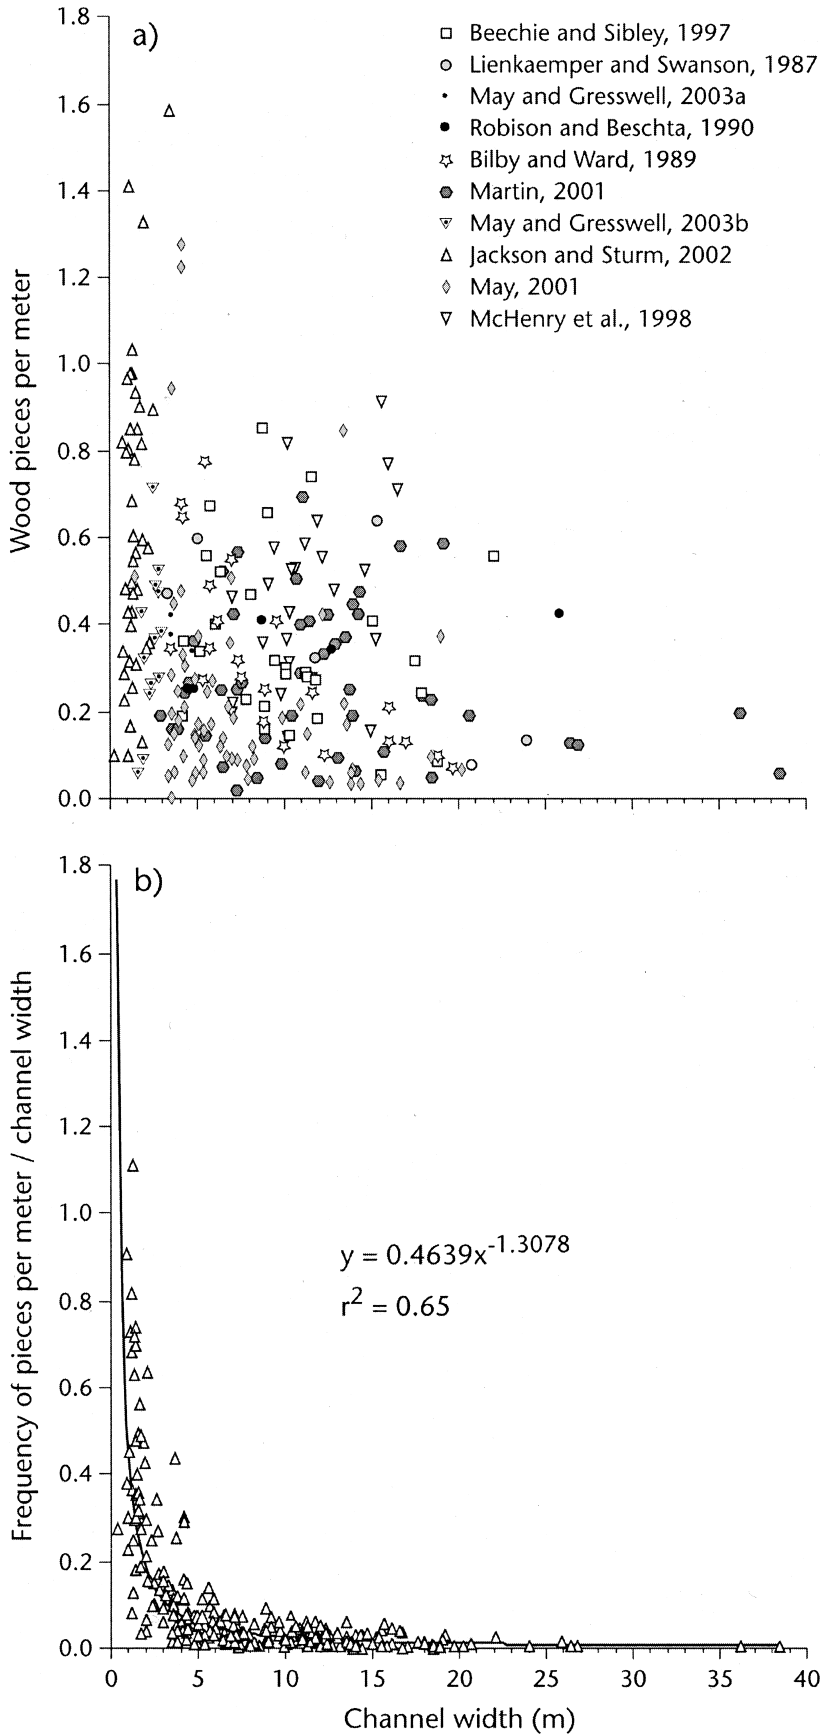 1.8
a)
Beechie and Sibley, 1997
Lienkaemper and Swanson, 1987
1.6
May and Gresswell, 2003a
Robison and Beschta, 1990
Bilby and Ward, 1989
1.4
Martin, 2001
May and Gresswell, 2003b
Jackson and Sturm, 2002
1.2
May, 2001
McHenry et al., 1998
Wood pieces per meter
1.0
0.8
0.6
0.4
0.2
0.0
1.8
b)
1.6
1.4
1.2
Frequency of pieces per meter / channel width
1.0
y = 0.4639x^-1.3078
r² = 0.65
0.8
0.6
0.4
0.2
0.0
0 5 10 15 20 25 30 35 40
Channel width (m)